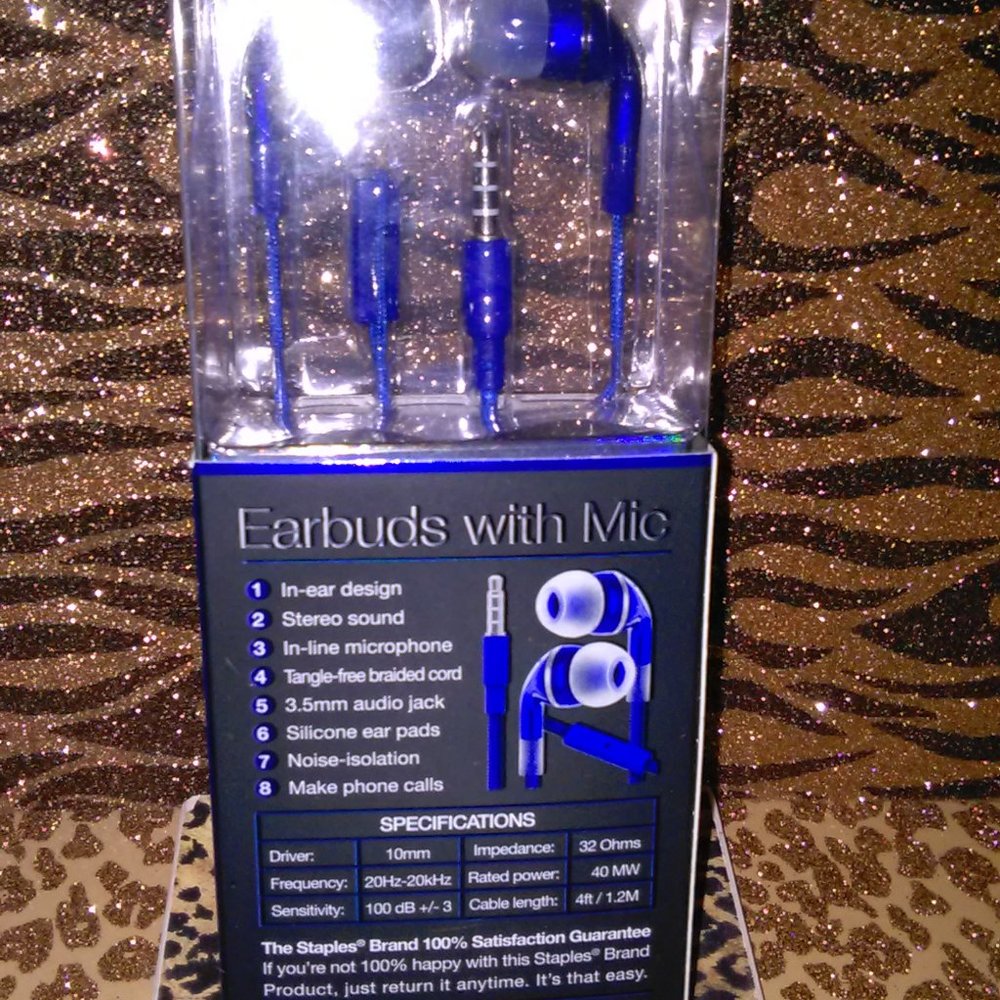 Earbuds with Mic
1 In-ear design
2 Stereo sound
3 In-line microphone
4 Tangle-free braided cord
5 3.5mm audio jack
6 Silicone ear pads
7 Noise-isolation
8 Make phone calls
SPECIFICATIONS
Driver: 10mm Impedance: 32 Ohms
Frequency: 20Hz-20kHz Rated power: 40 MW
Sensitivity: 100 dB +/- 3 Cable length: 4ft / 1.2M
The Staples® Brand 100% Satisfaction Guarantee
If you're not 100% happy with this Staples® Brand
Product, just return it anytime. It's that easy.